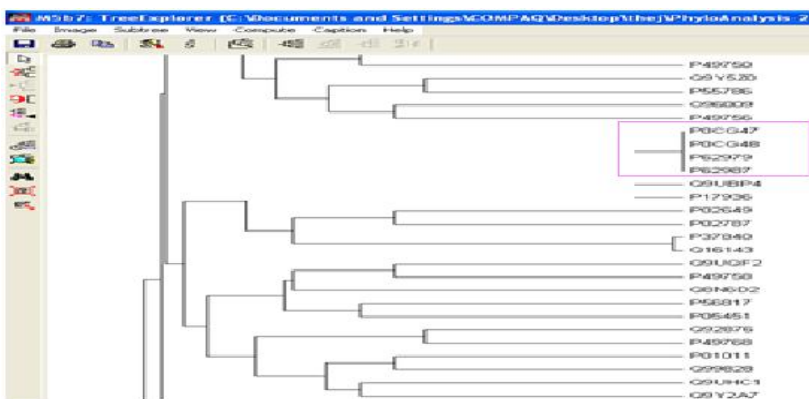 M5b7: TreeExplorer (C:\Documents and Settings\COMPAQ\Desktop\thej\PhyloAnalysis-2
File Image Subtree View Compute Caption Help
P49750
Q9Y5Z0
P55786
Q96009
P49756
P0CG47
P0CG48
P62979
P62987
Q9UBP4
P17936
P02649
P02787
P37840
Q16143
Q9UQF2
P49758
Q8N6D2
P56817
P05451
Q92876
P49768
P01011
Q99828
Q9UHC1
Q9Y2A7